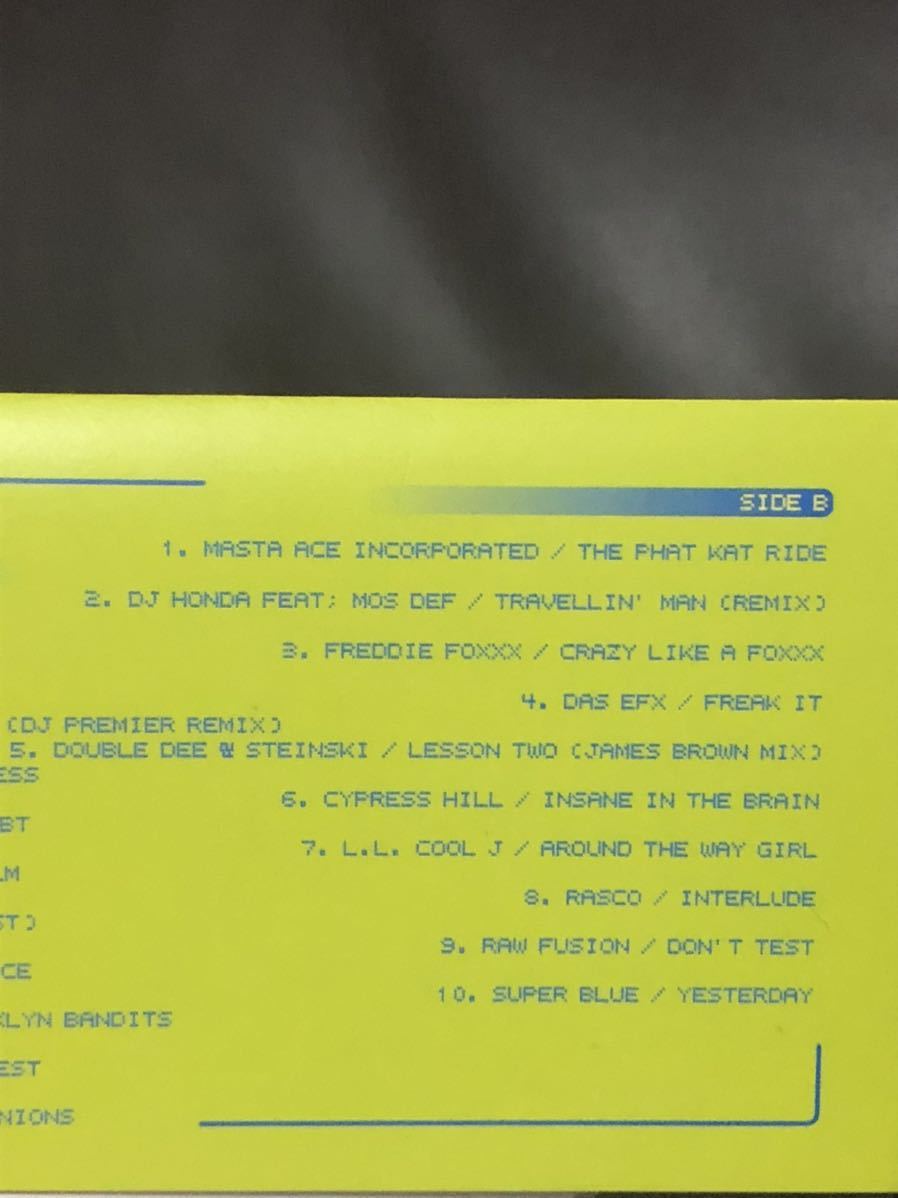 SIDE B
1. MASTA ACE INCORPORATED / THE PHAT KAT RIDE
2. DJ HONDA FEAT; MOS DEF / TRAVELLIN' MAN (REMIX)
3. FREDDIE FOXXX / CRAZY LIKE A FOXXX
4. DAS EFX / FREAK IT
(DJ PREMIER REMIX)
5. DOUBLE DEE & STEINSKI / LESSON TWO (JAMES BROWN MIX)
ESS
6. CYPRESS HILL / INSANE IN THE BRAIN
BT
7. L.L. COOL J / AROUND THE WAY GIRL
LM
8. RASCO / INTERLUDE
ST)
9. RAW FUSION / DON'T TEST
CE
10. SUPER BLUE / YESTERDAY
KLYN BANDITS
EST
NIONS